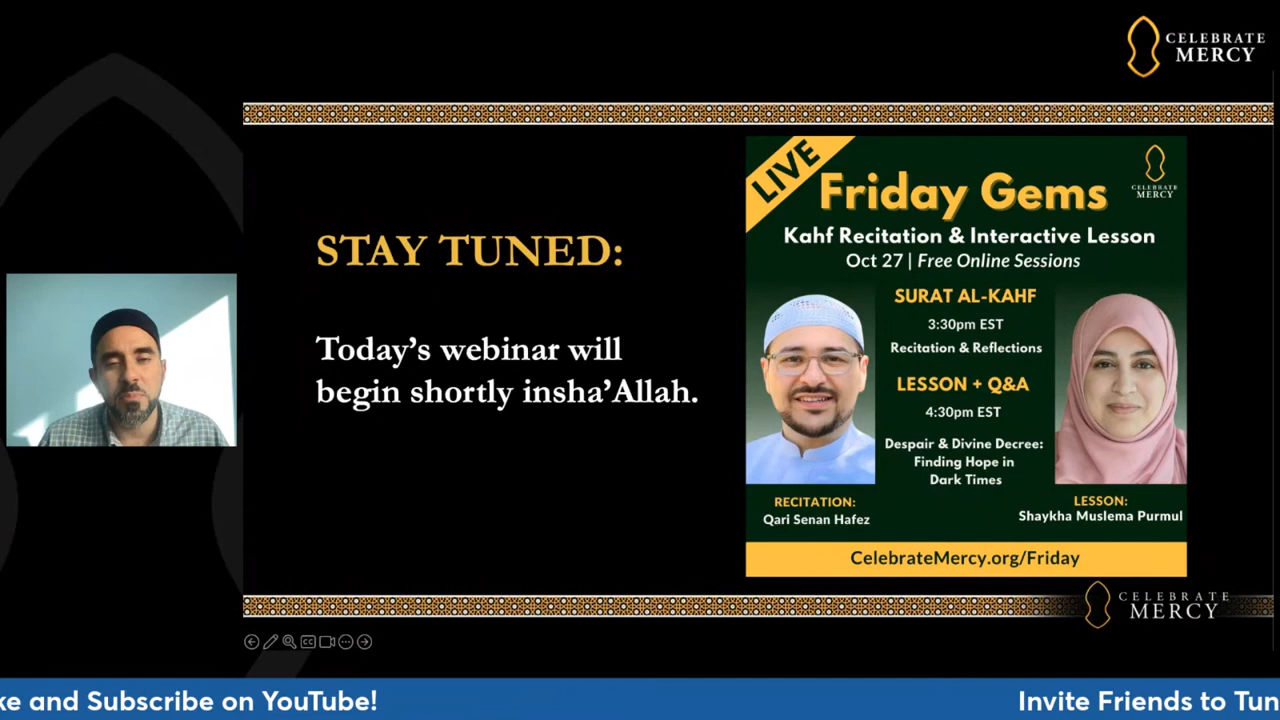 CELEBRATE
MERCY
STAY TUNED:
Today's webinar will
begin shortly insha'Allah.
LIVE
CELEBRATE
MERCY
Friday Gems
Kahf Recitation & Interactive Lesson
Oct 27 | Free Online Sessions
SURAT AL-KAHF
3:30pm EST
Recitation & Reflections
LESSON + Q&A
4:30pm EST
Despair & Divine Decree:
Finding Hope in
Dark Times
RECITATION:
Qari Senan Hafez
LESSON:
Shaykha Muslema Purmul
CelebrateMercy.org/Friday
CELEBRATE
MERCY
CC
ke and Subscribe on YouTube!
Invite Friends to Tun